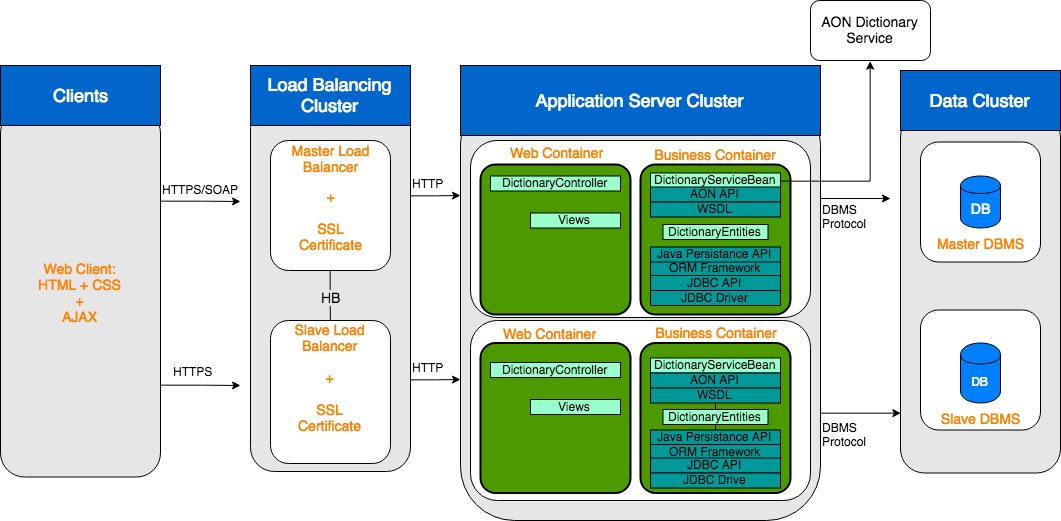 AON Dictionary
Service
Clients
Web Client:
HTML + CSS
+
AJAX
HTTPS/SOAP
HTTPS
Load Balancing
Cluster
Master Load
Balancer
+
SSL
Certificate
HB
Slave Load
Balancer
+
SSL
Certificate
HTTP
HTTP
Application Server Cluster
Web Container
DictionaryController
Views
Business Container
DictionaryServiceBean
AON API
WSDL
DictionaryEntities
Java Persistance API
ORM Framework
JDBC API
JDBC Driver
Web Container
DictionaryController
Views
Business Container
DictionaryServiceBean
AON API
WSDL
DictionaryEntities
Java Persistance API
ORM Framework
JDBC API
JDBC Drive
DBMS
Protocol
DBMS
Protocol
Data Cluster
DB
Master DBMS
DB
Slave DBMS